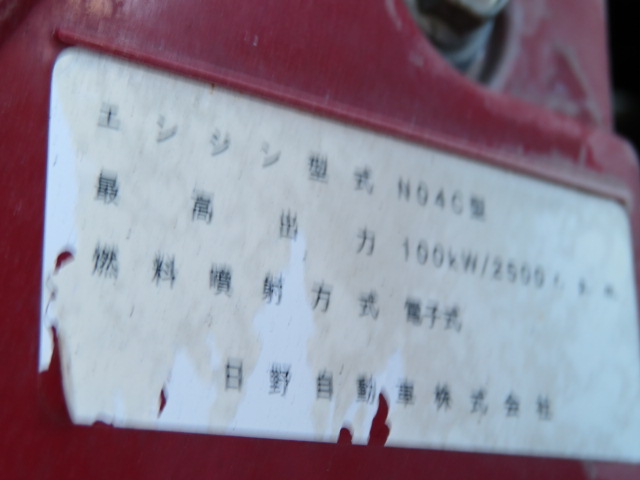 エンジン型式 N04C型
最高出力 100kW/2500r.p.m.
燃料噴射方式 電子式
日野自動車株式会社